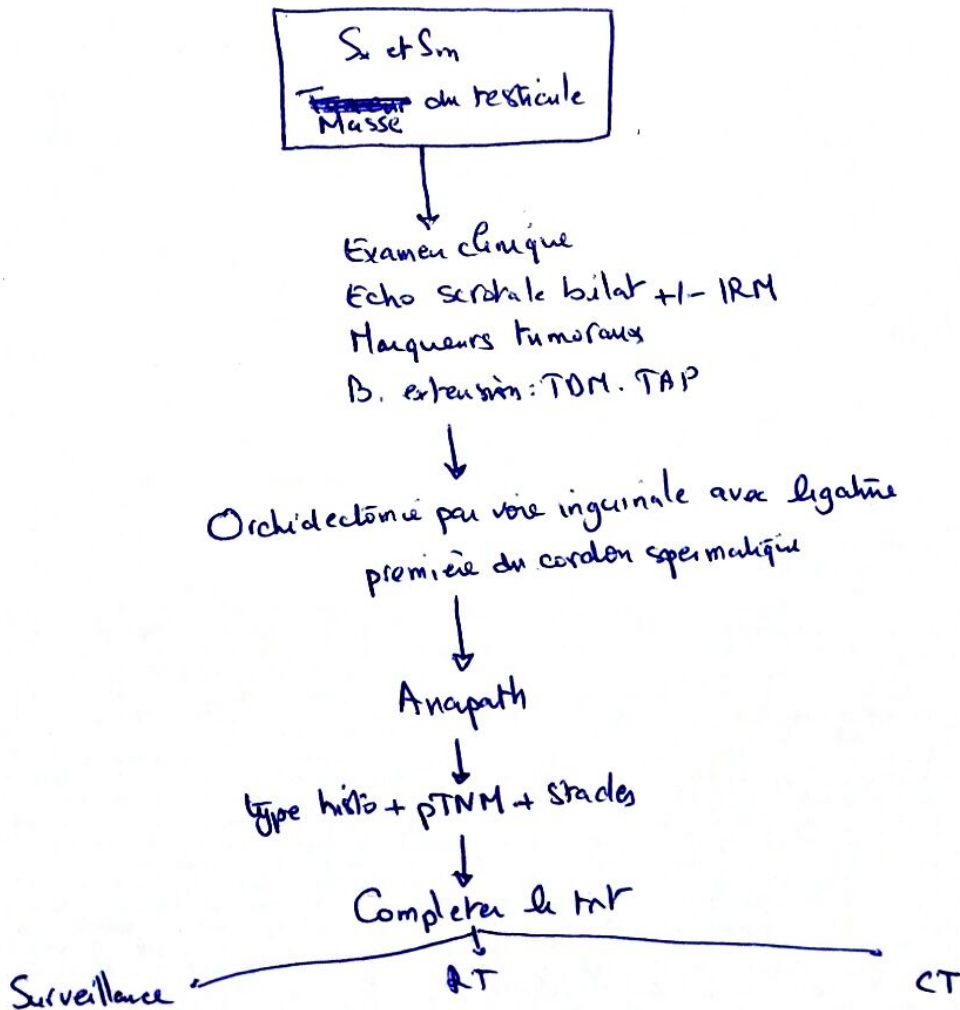 Sx et Sm
Masse du testicule
Examen clinique
Echo scrotale bilat +/- IRM
Marqueurs tumoraux
B. extension : TDM. TAP
Orchidectomie par voie inguinale avec ligature
première du cordon spermatique
Anapath
type histo + pTNM + stades
Completer le trt
Surveillance RT CT